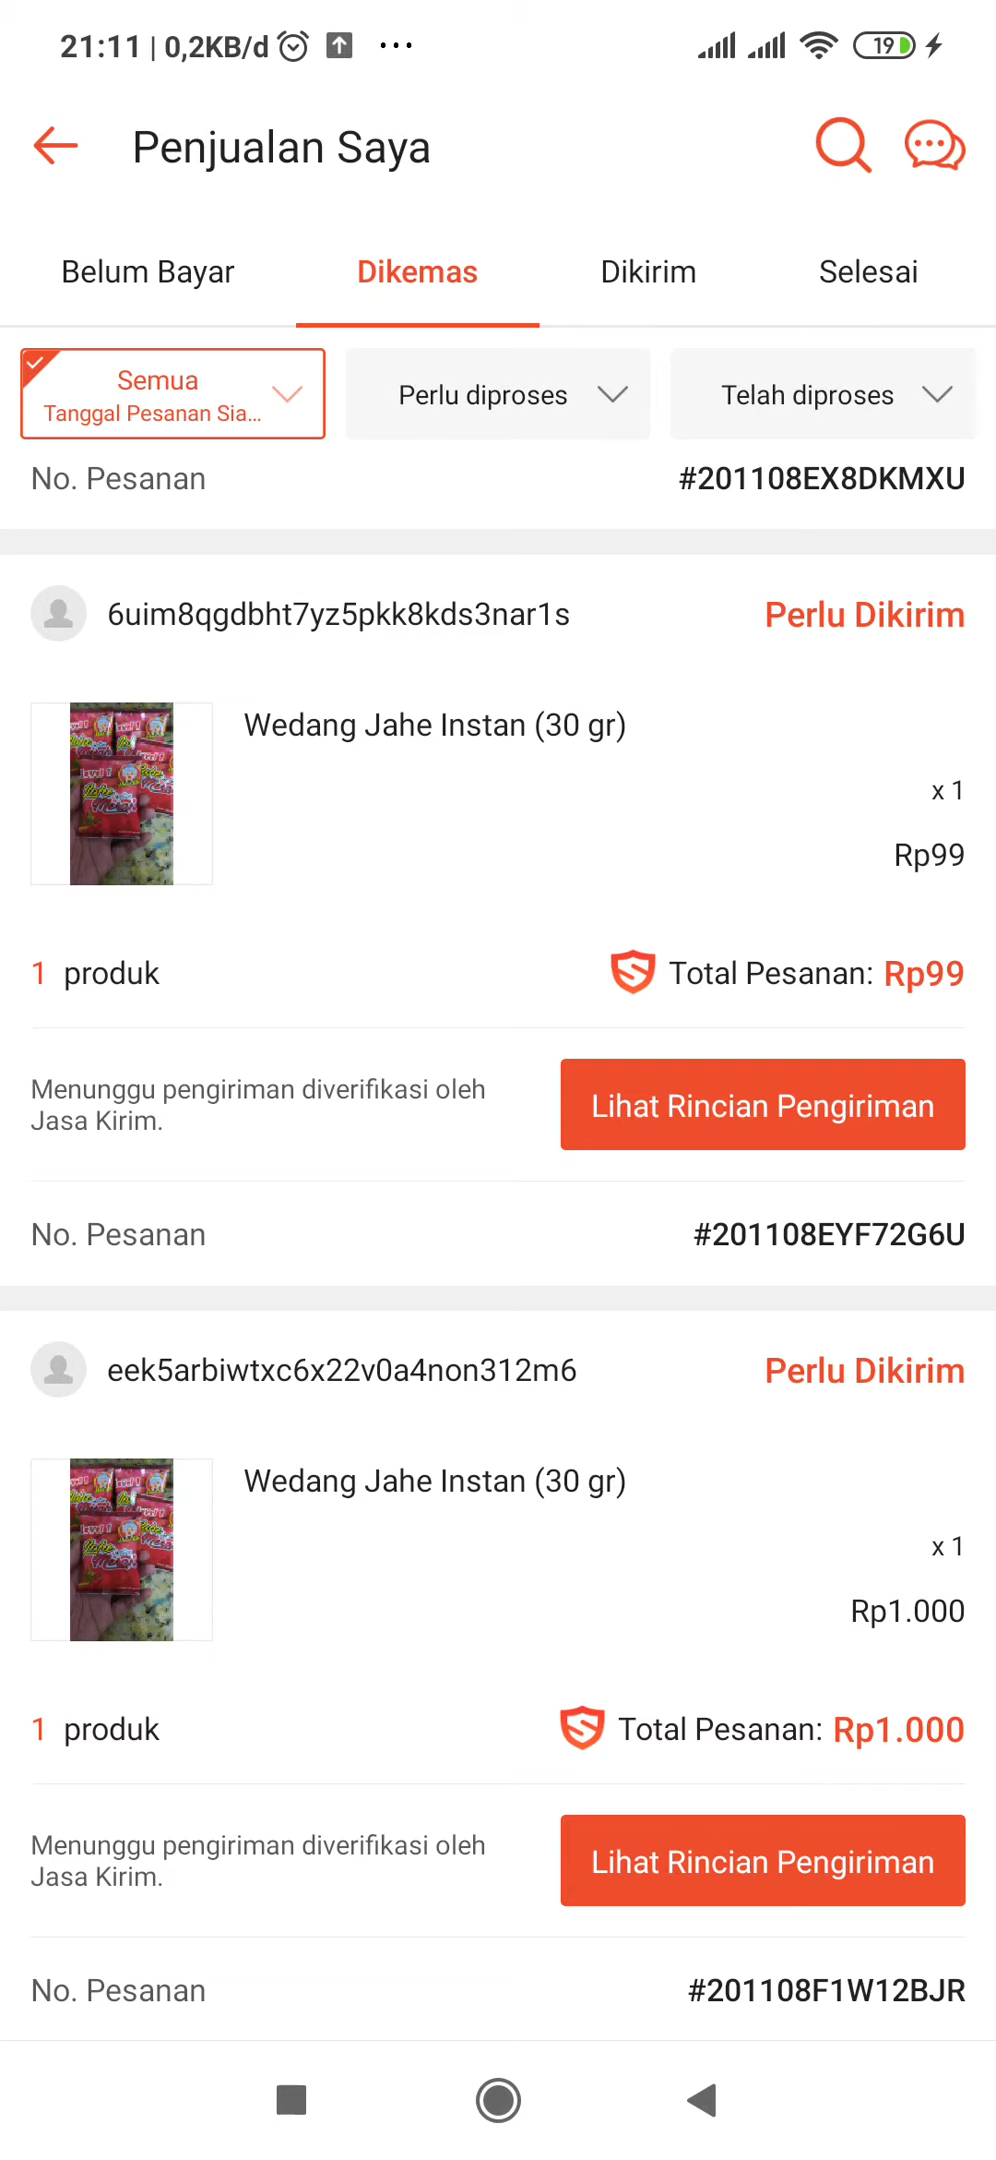 21:11 | 0,2KB/d ...
19
Penjualan Saya
Belum Bayar Dikemas Dikirim Selesai
Semua
Tanggal Pesanan Sia...
Perlu diproses
Telah diproses
No. Pesanan #201108EX8DKMXU
6uim8qgdbht7yz5pkk8kds3nar1s Perlu Dikirim
Wedang Jahe Instan (30 gr)
x 1
Rp99
1 produk Total Pesanan: Rp99
Menunggu pengiriman diverifikasi oleh
Jasa Kirim.
Lihat Rincian Pengiriman
No. Pesanan #201108EYF72G6U
eek5arbiwtxc6x22v0a4non312m6 Perlu Dikirim
Wedang Jahe Instan (30 gr)
x 1
Rp1.000
1 produk Total Pesanan: Rp1.000
Menunggu pengiriman diverifikasi oleh
Jasa Kirim.
Lihat Rincian Pengiriman
No. Pesanan #201108F1W12BJR